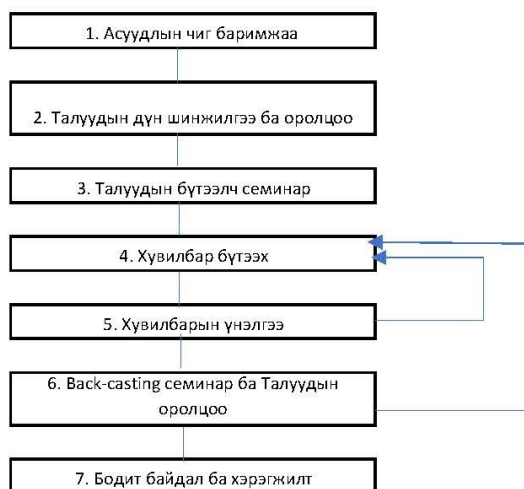 1. Асуудлын чиг баримжаа
2. Талуудын дүн шинжилгээ ба оролцоо
3. Талуудын бүтээлч семинар
4. Хувилбар бүтээх
5. Хувилбарын үнэлгээ
6. Back-casting семинар ба Талуудын
оролцоо
7. Бодит байдал ба хэрэгжилт